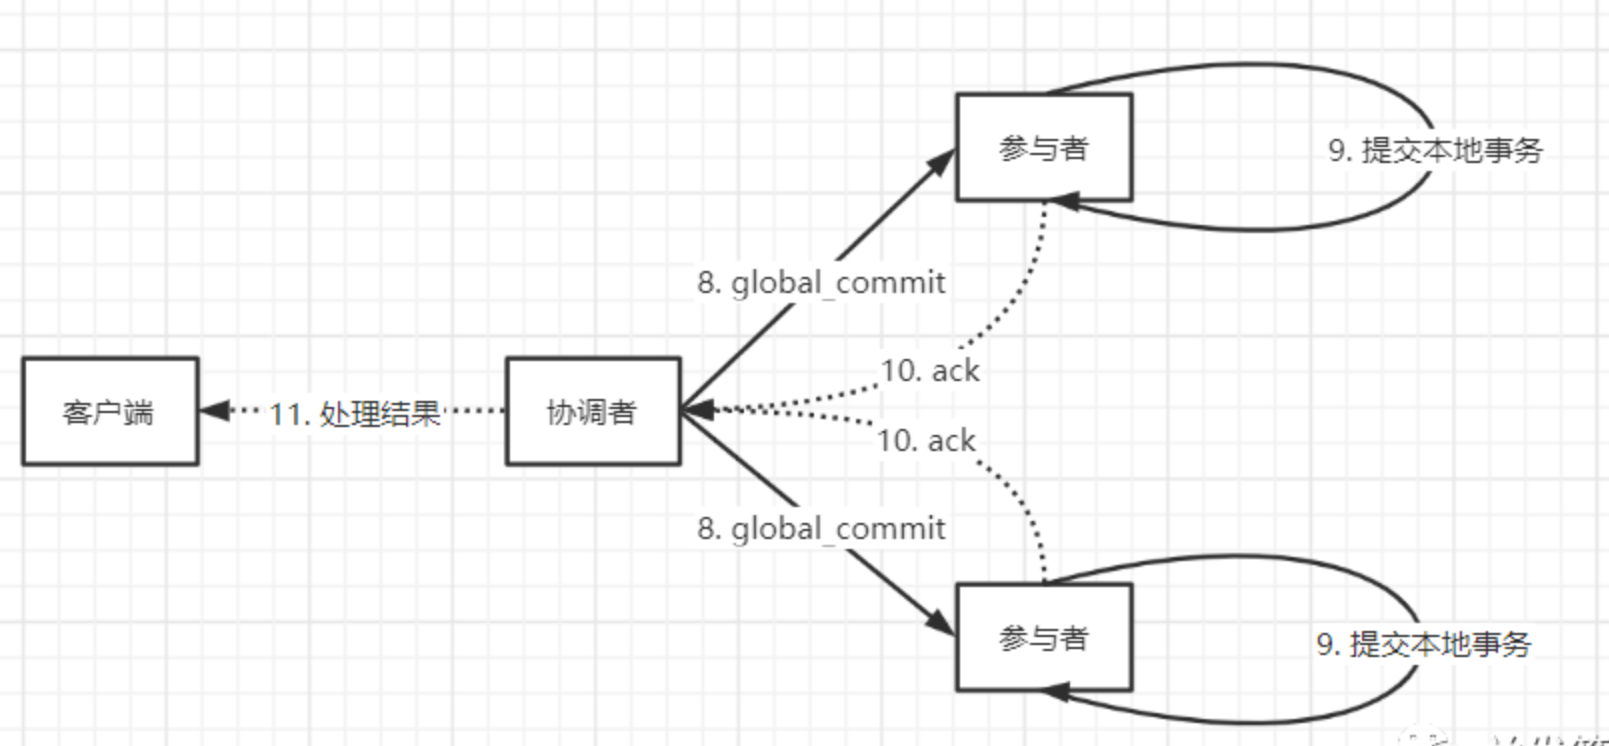 参与者
9. 提交本地事务
8. global_commit
10. ack
客户端
11. 处理结果
协调者
10. ack
8. global_commit
参与者
9. 提交本地事务